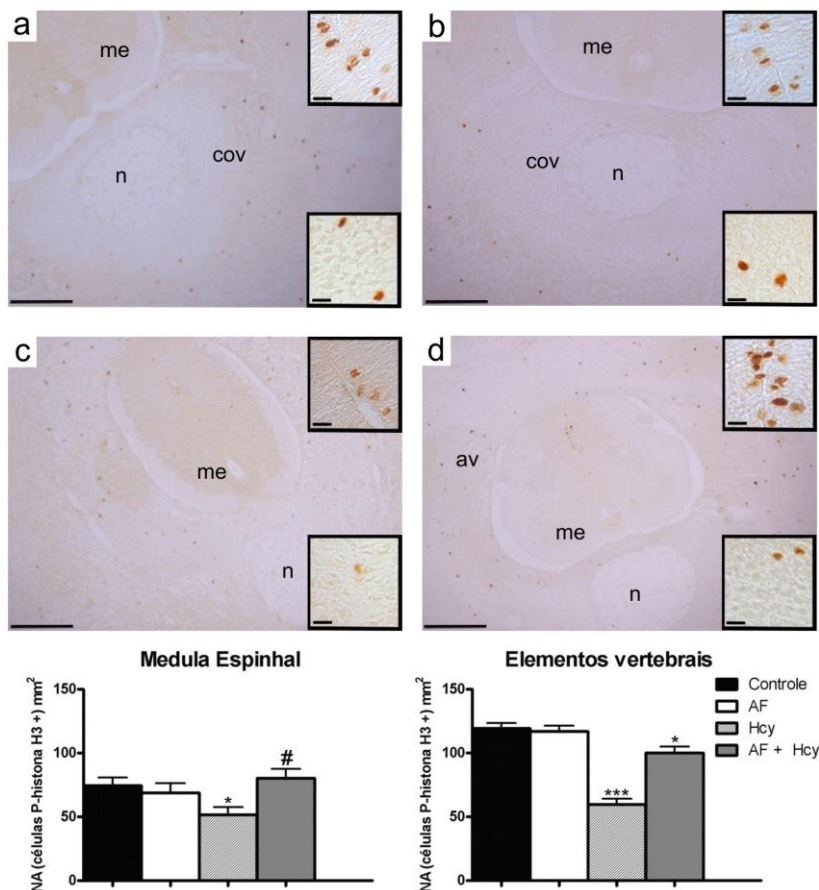 a
me
n
cov
b
me
cov
n
c
me
n
d
av
me
n
Medula Espinhal
150
100
50
0
NA (células P-histona H3 +) mm²
*
#
Elementos vertebrais
150
100
50
0
NA (células P-histona H3 +) mm²
***
*
Controle
AF
Hcy
AF + Hcy